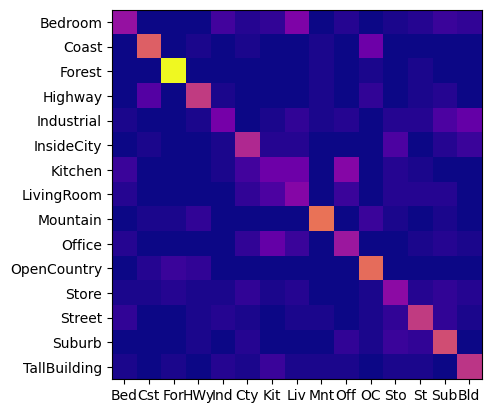 Bedroom
Coast
Forest
Highway
Industrial
InsideCity
Kitchen
LivingRoom
Mountain
Office
OpenCountry
Store
Street
Suburb
TallBuilding
Bed Cst For HWy Ind Cty Kit Liv Mnt Off OC Sto St Sub Bld